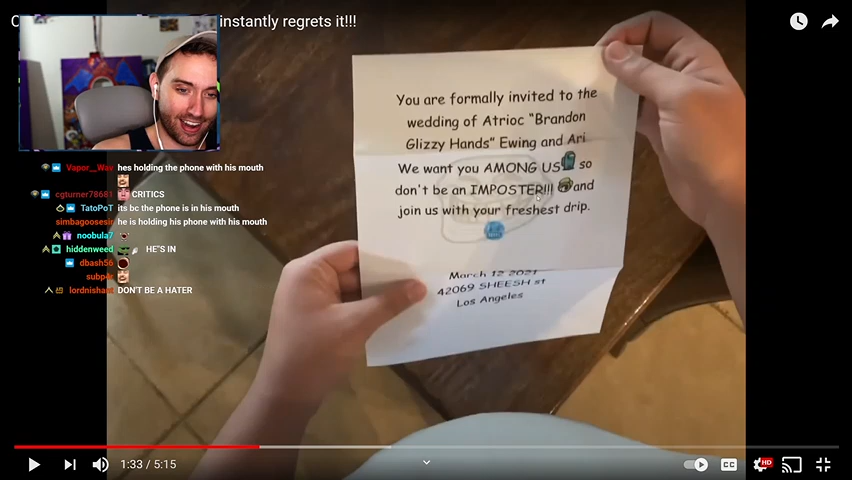 instantly regrets it!!!
You are formally invited to the
wedding of Atrioc "Brandon
Glizzy Hands" Ewing and Ari
We want you AMONG US so
don't be an IMPOSTER!!! and
join us with your freshest drip.
March 12 2021
42069 SHEESH st
Los Angeles
Vapor__Wav hes holding the phone with his mouth
cgturner78681 CRITICS
TatoPoT its bc the phone is in his mouth
simbagoosesir he is holding his phone with his mouth
noobula7
hiddenweed HE"S IN
dbash56
subper
lordnishant DON'T BE A HATER
1:33 / 5:15
CC
HD